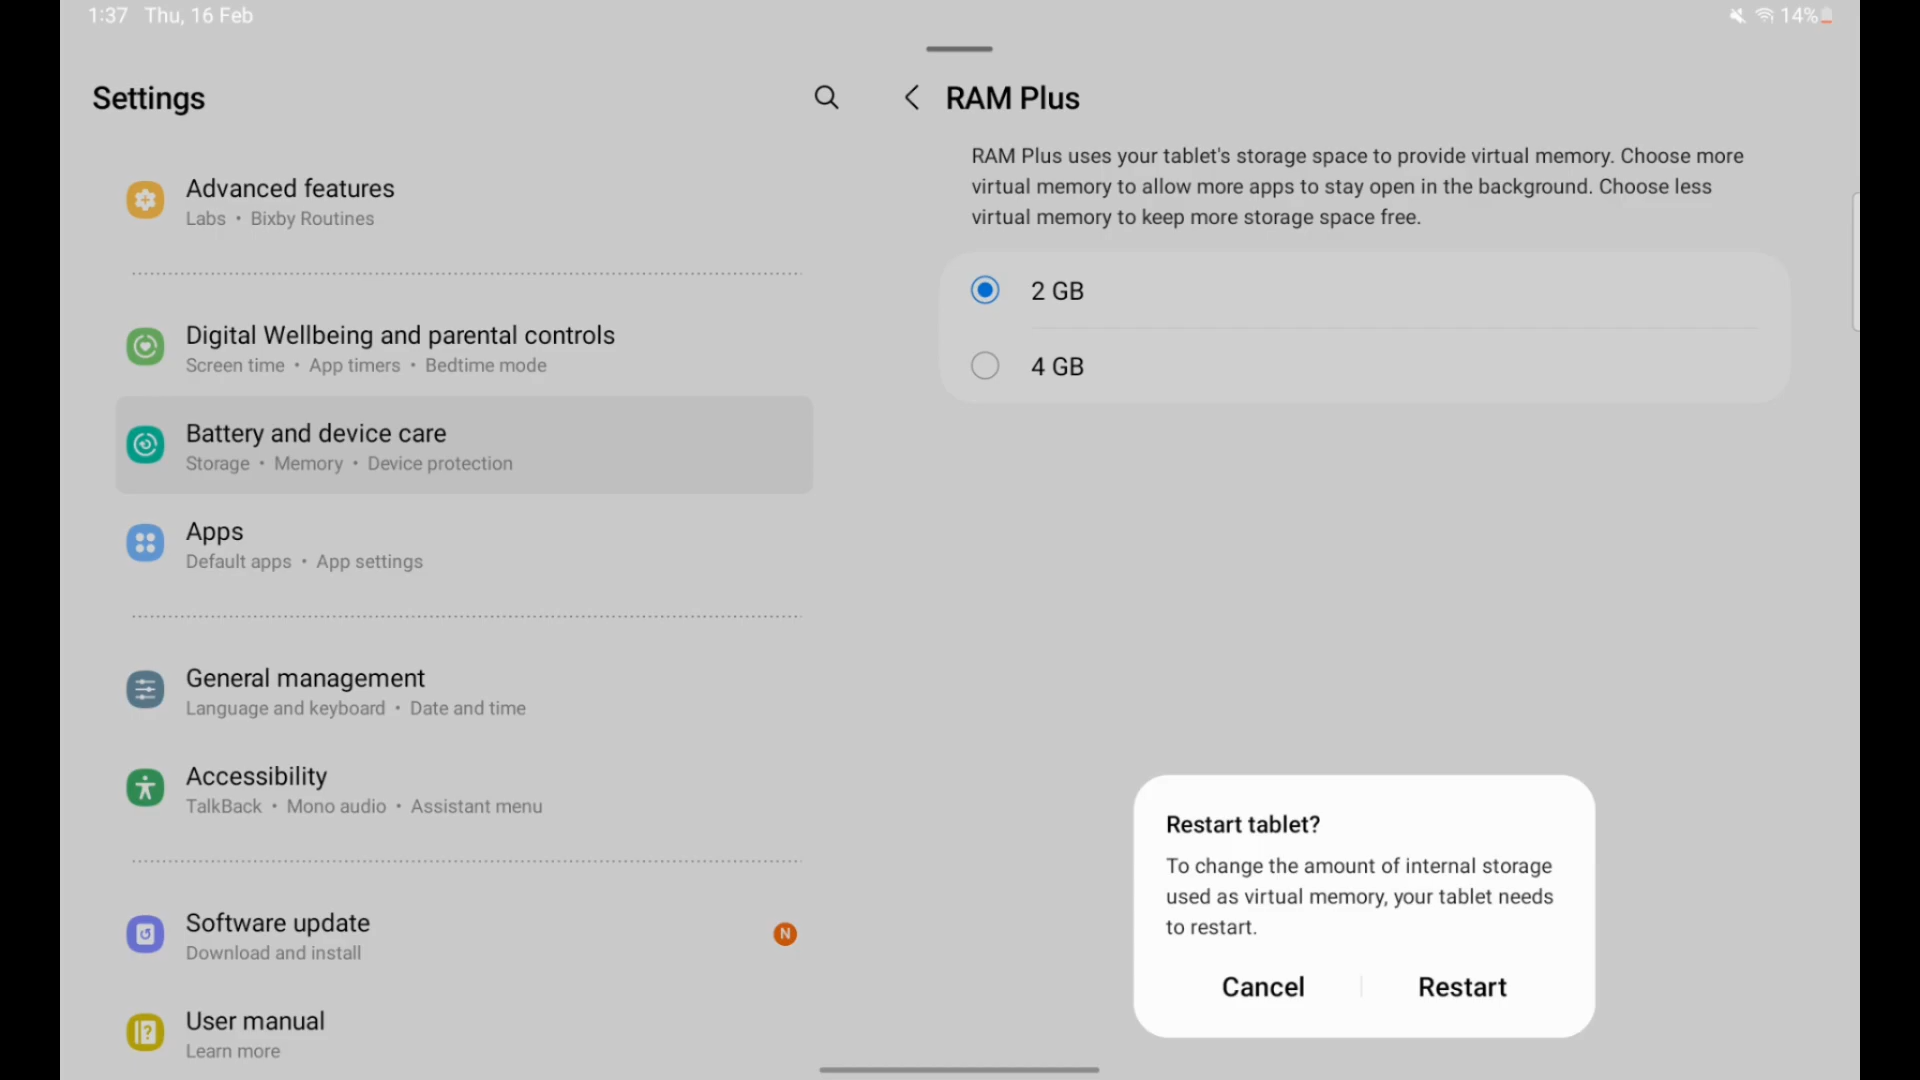 1:37 Thu, 16 Feb
14%
Settings
Advanced features
Labs • Bixby Routines
Digital Wellbeing and parental controls
Screen time • App timers • Bedtime mode
Battery and device care
Storage • Memory • Device protection
Apps
Default apps • App settings
General management
Language and keyboard • Date and time
Accessibility
TalkBack • Mono audio • Assistant menu
Software update
Download and install
N
User manual
Learn more
RAM Plus
RAM Plus uses your tablet's storage space to provide virtual memory. Choose more
virtual memory to allow more apps to stay open in the background. Choose less
virtual memory to keep more storage space free.
2 GB
4 GB
Restart tablet?
To change the amount of internal storage
used as virtual memory, your tablet needs
to restart.
Cancel
Restart